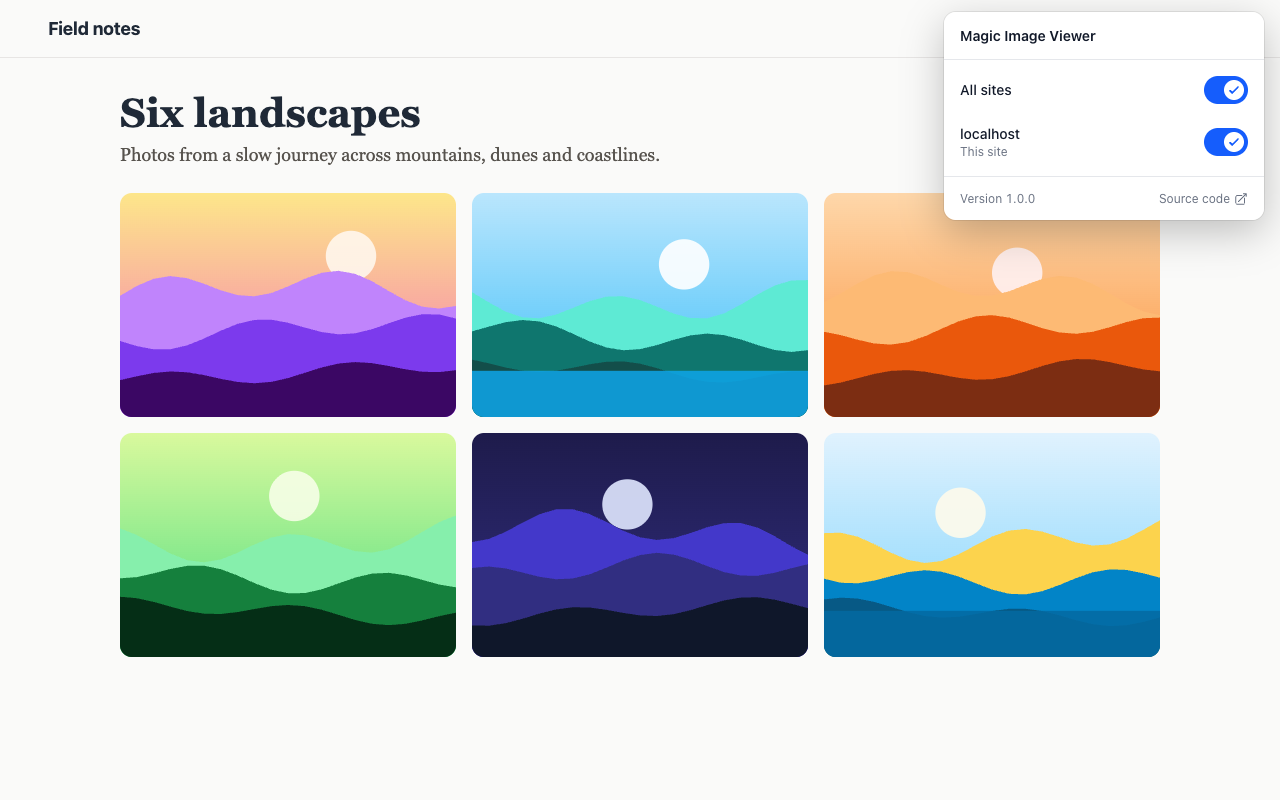 Field notes
Magic Image Viewer
All sites
localhost
This site
Version 1.0.0
Source code
Six landscapes
Photos from a slow journey across mountains, dunes and coastlines.